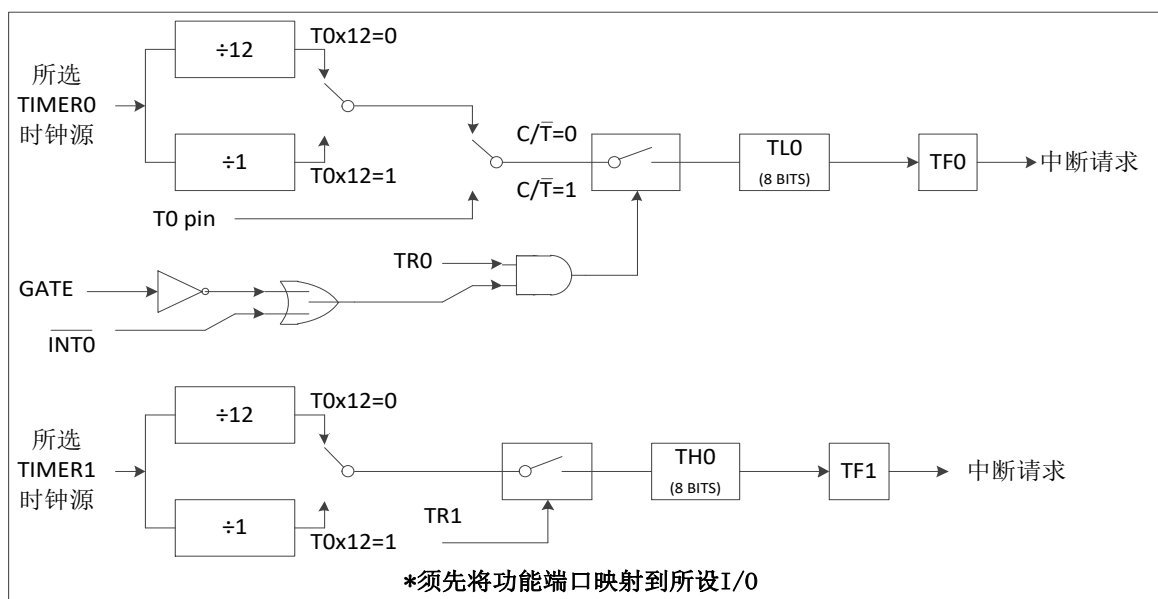 ÷12
T0x12=0
所选
TIMER0
时钟源
÷1
T0x12=1
T0 pin
C/T̅=0
C/T̅=1
TL0
(8 BITS)
TF0
中断请求
TR0
GATE
I̅N̅T̅0̅
÷12
T0x12=0
所选
TIMER1
时钟源
÷1
T0x12=1
TR1
TH0
(8 BITS)
TF1
中断请求
*须先将功能端口映射到所设I/O